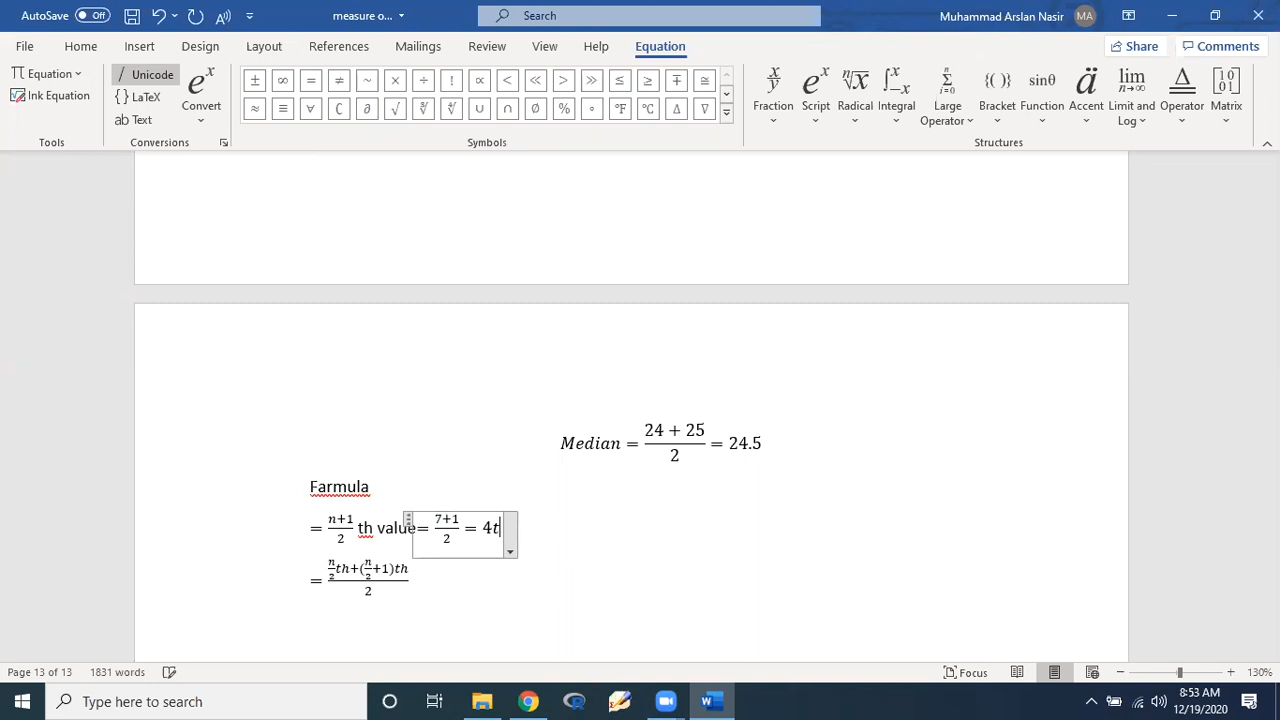 AutoSave Off measure o... Search Muhammad Arslan Nasir MA
File Home Insert Design Layout References Mailings Review View Help Equation Share Comments
π Equation Unicode
Ink Equation LaTeX
Text
Convert
± ∞ = ≠ ~ × ÷ ! ∝ < ≪ > ≫ ≤ ≥ ∓ ≅
≈ ≡ ∀ ∁ ∂ √ ∛ ∜ ∪ ∩ ∅ % ° °F °C ∆ ∇
Fraction Script Radical Integral Large Operator Bracket Function Accent Limit and Log Operator Matrix
Tools Conversions Symbols Structures
Median = (24 + 25)/2 = 24.5
Farmula
= (n+1)/2 th value= (7+1)/2 = 4t
= (n/2 th+(n/2+1)th)/2
Page 13 of 13 1831 words Focus 130%
Type here to search 8:53 AM
12/19/2020